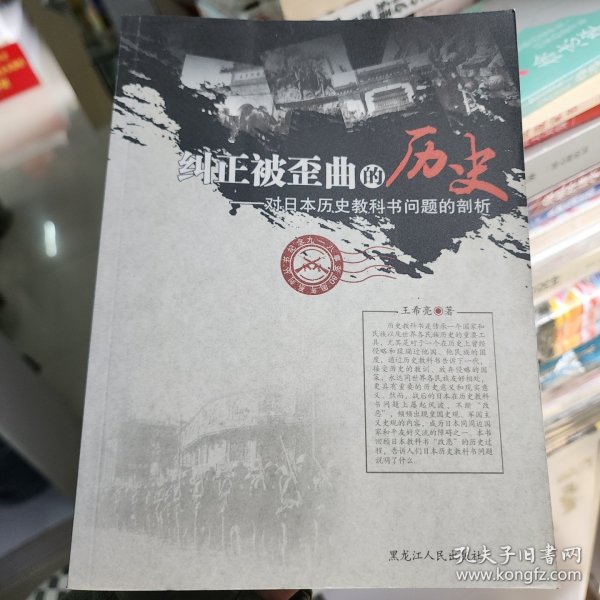 纠正被歪曲的历史
——对日本历史教科书问题的剖析
王希亮◉著
历史教科书是传承一个国家和
民族以及世界各民族历史的重要工
具，尤其是对于一个在历史上曾经
侵略和蹂躏过他国、他民族的国
度，通过历史教科书告诉下一代，
接受历史的教训，放弃侵略的国
策，永远同世界各民族友好相处，
更具有重要的历史意义和现实意
义。然而，战后的日本在历史教科
书问题上屡起风波，不断“改
恶”，频频出现皇国史观、军国主
义史观的内容，成为日本同周边国
家和平友好交流的障碍之一。本书
回顾日本教科书“改恶”的历史过
程，告诉人们日本历史教科书问题
说明了什么。
黑龙江人民出版社
孔夫子旧书网
www.kongfz.com